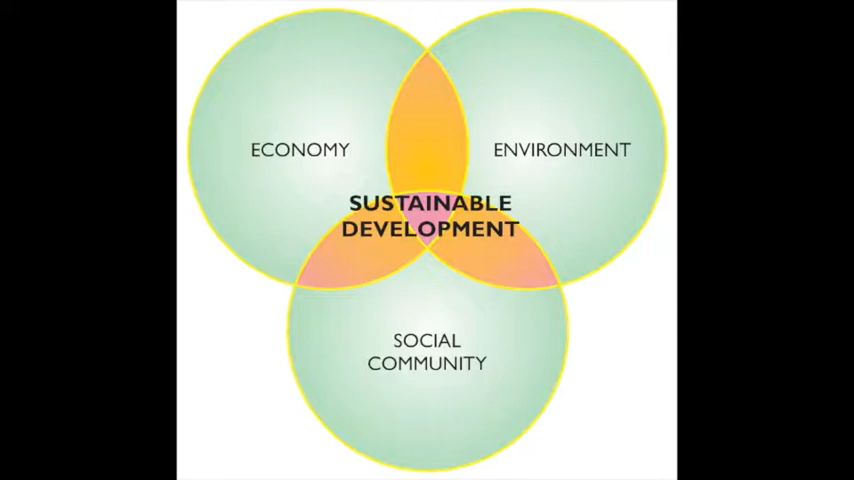 ECONOMY
ENVIRONMENT
SUSTAINABLE
DEVELOPMENT
SOCIAL
COMMUNITY